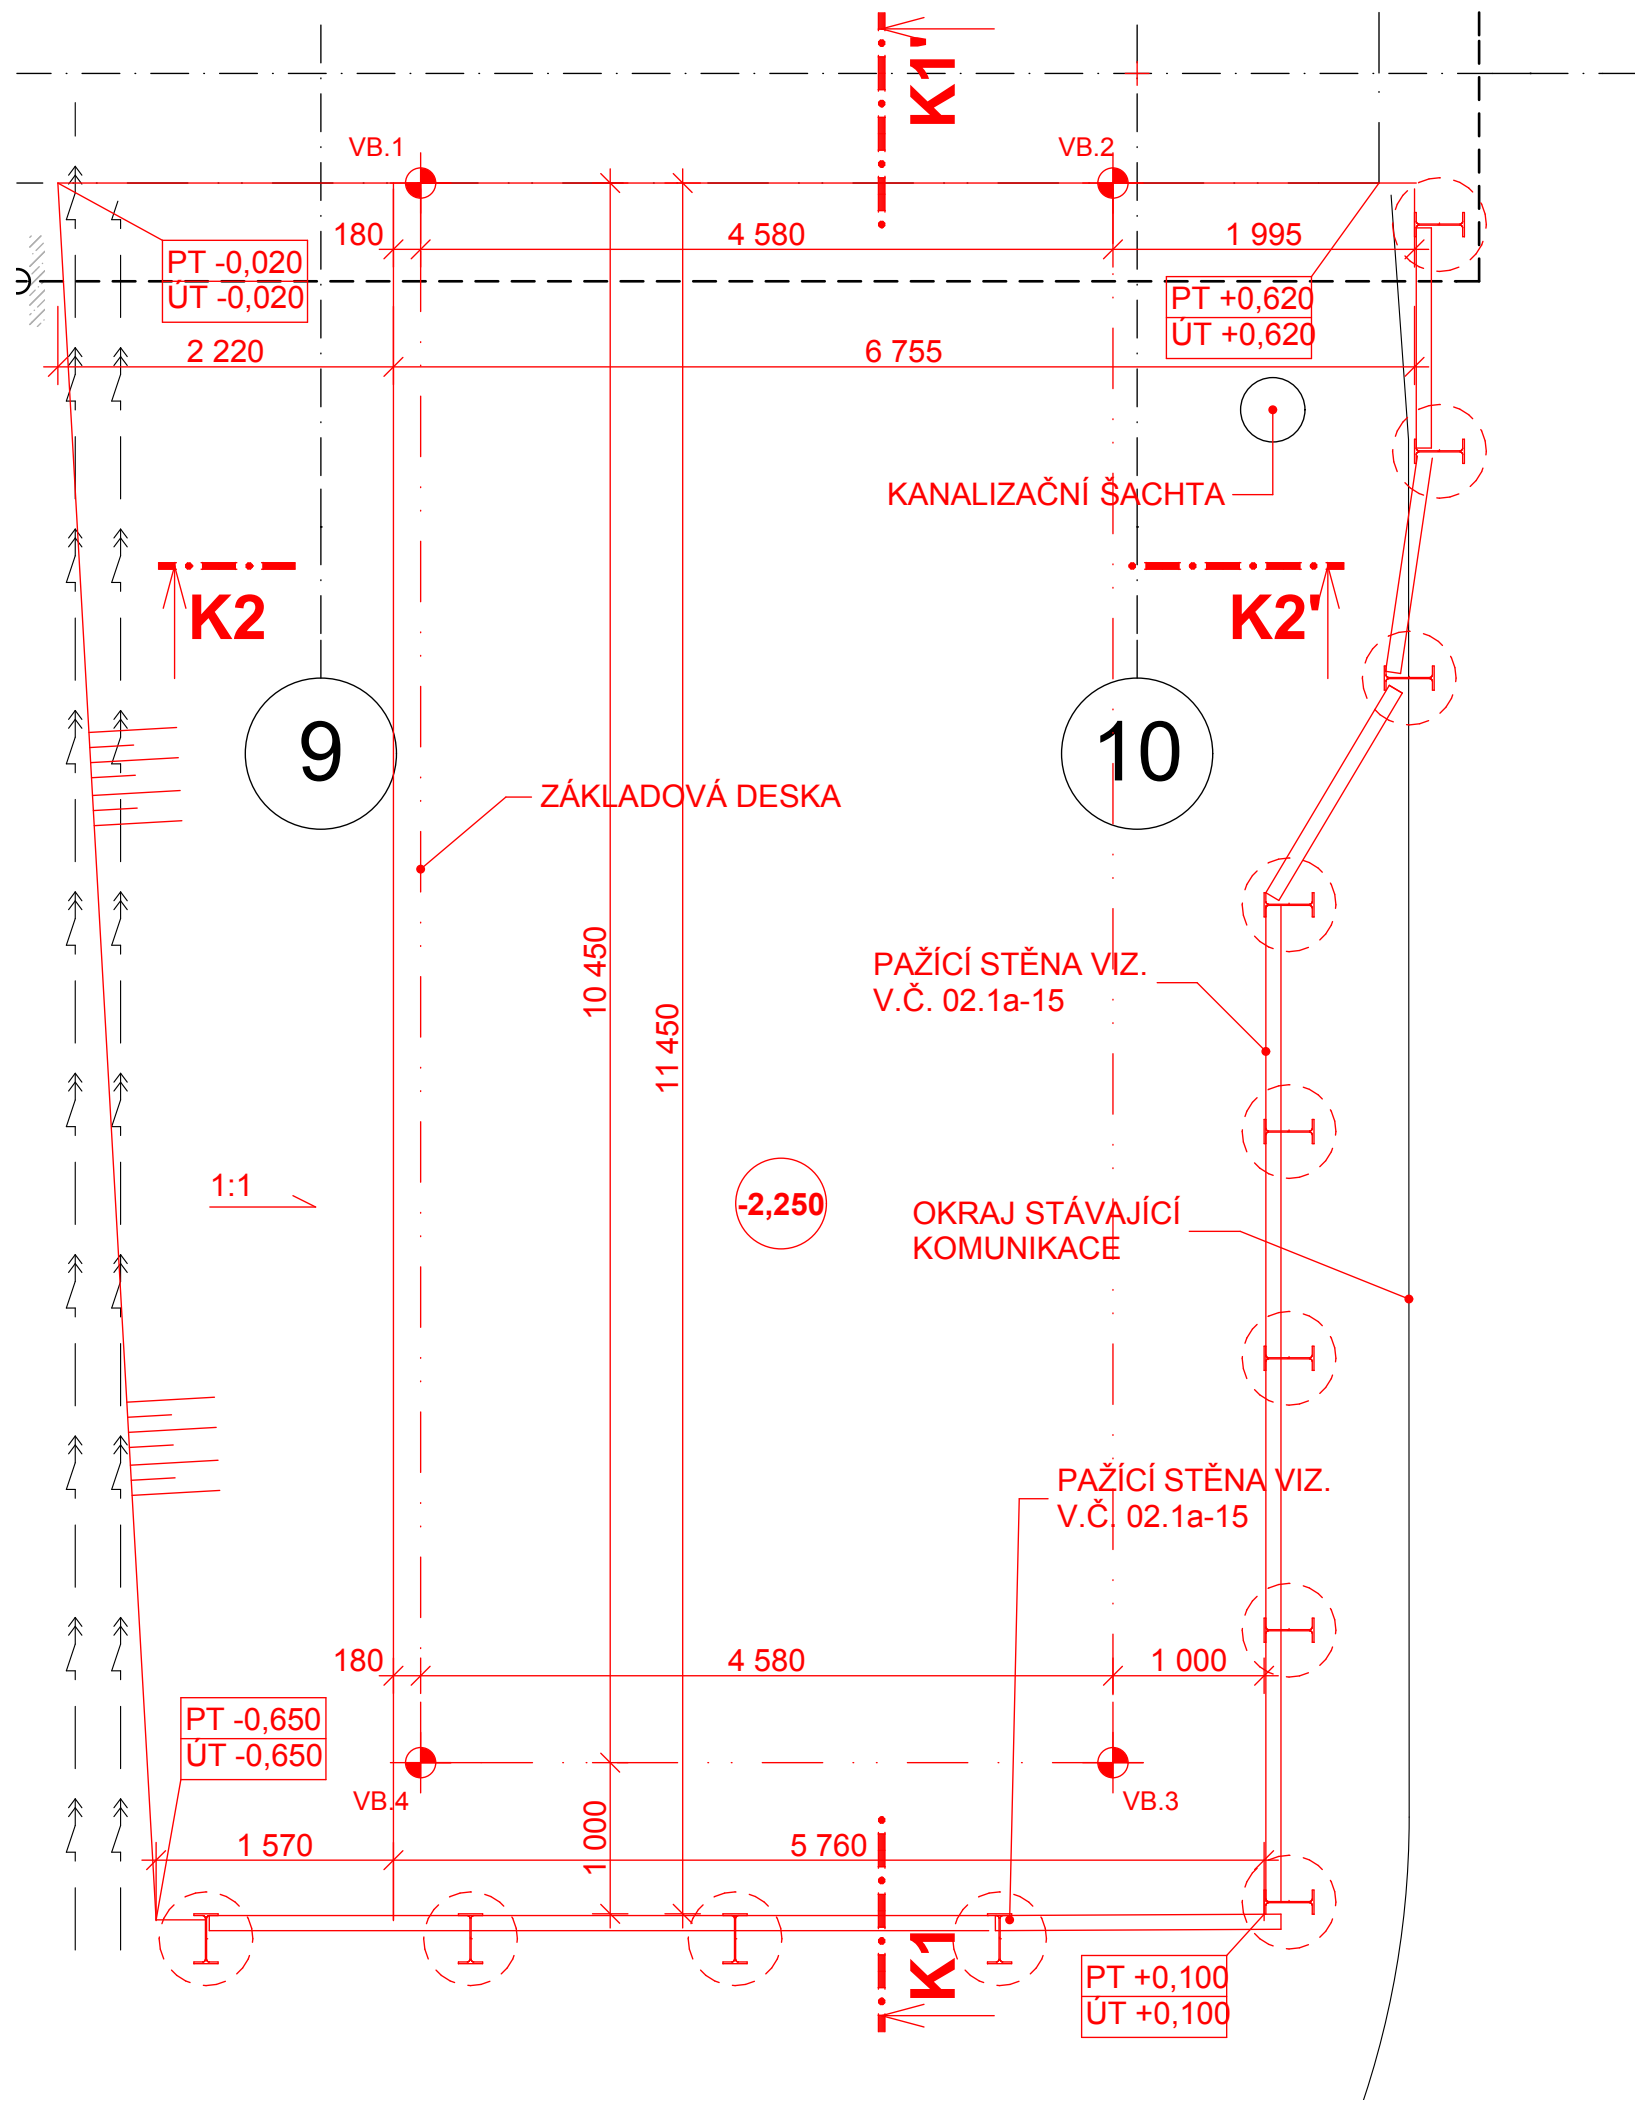 K1'
VB.1
VB.2
180
4 580
1 995
PT -0,020
ÚT -0,020
PT +0,620
ÚT +0,620
2 220
6 755
KANALIZAČNÍ ŠACHTA
K2
K2'
9
10
ZÁKLADOVÁ DESKA
10 450
11 450
PAŽÍCÍ STĚNA VIZ.
V.Č. 02.1a-15
1:1
-2,250
OKRAJ STÁVAJÍCÍ
KOMUNIKACE
PAŽÍCÍ STĚNA VIZ.
V.Č. 02.1a-15
180
4 580
1 000
PT -0,650
ÚT -0,650
VB.4
VB.3
1 570
1 000
5 760
K1
PT +0,100
ÚT +0,100